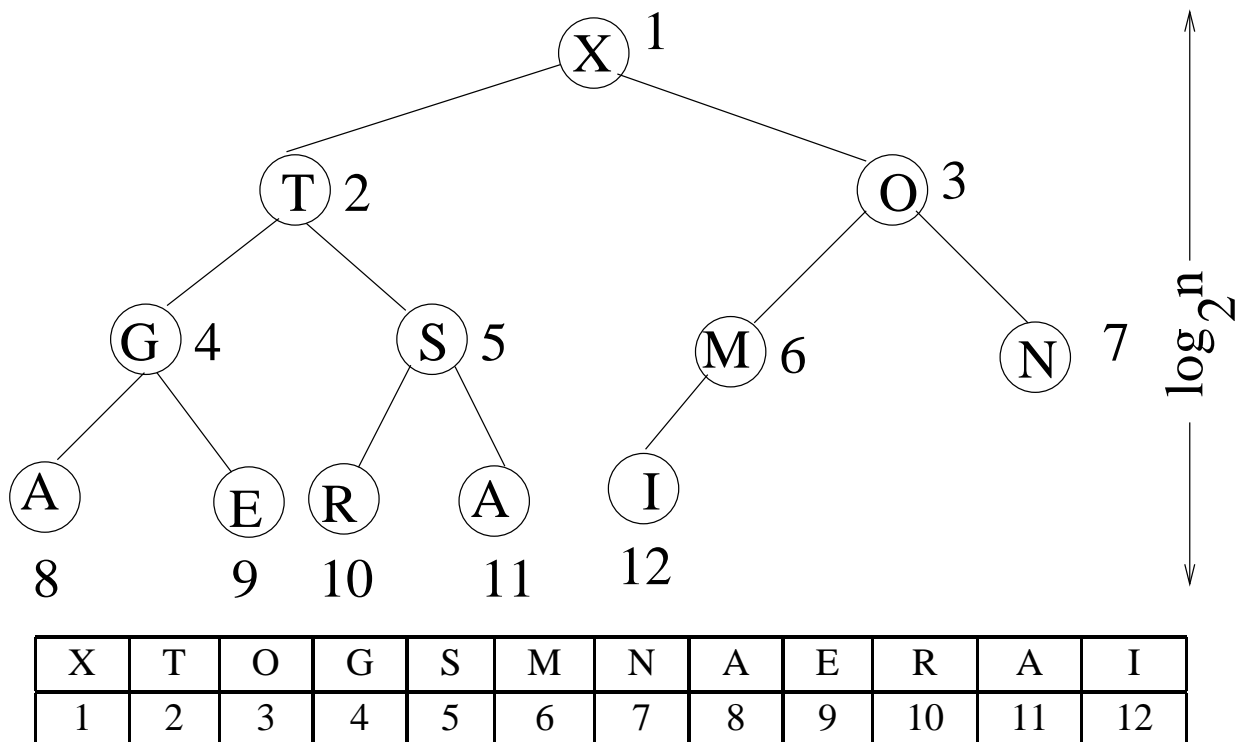 X 1
T 2
O 3
G 4
S 5
M 6
N 7
A
E
R
A
I
8
9
10
11
12
log₂n
X T O G S M N A E R A I
1 2 3 4 5 6 7 8 9 10 11 12